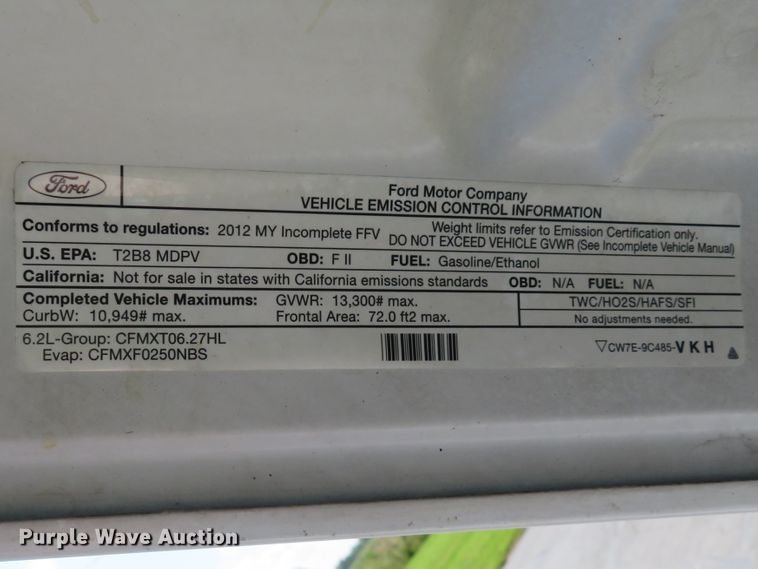 Ford
Ford Motor Company
VEHICLE EMISSION CONTROL INFORMATION
Conforms to regulations: 2012 MY Incomplete FFV
Weight limits refer to Emission Certification only.
DO NOT EXCEED VEHICLE GVWR (See Incomplete Vehicle Manual)
U.S. EPA: T2B8 MDPV OBD: F II FUEL: Gasoline/Ethanol
California: Not for sale in states with California emissions standards OBD: N/A FUEL: N/A
Completed Vehicle Maximums: GVWR: 13,300# max.
CurbW: 10,949# max. Frontal Area: 72.0 ft2 max.
TWC/HO2S/HAFS/SFI
No adjustments needed.
6.2L-Group: CFMXT06.27HL
Evap: CFMXF0250NBS
CW7E-9C485-VKH
Purple Wave Auction